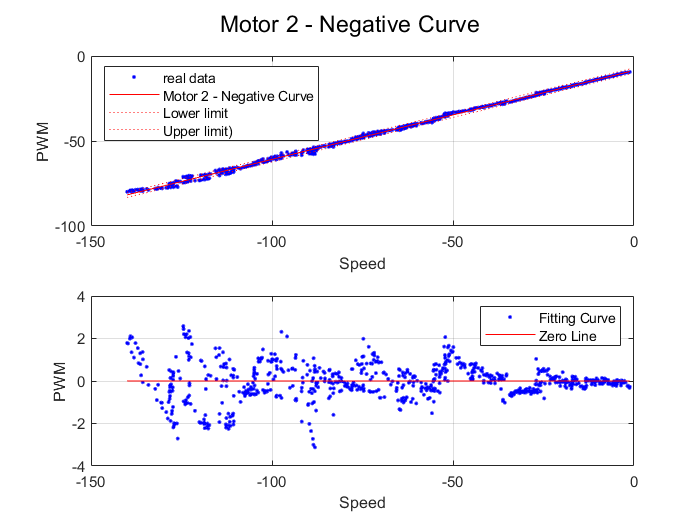 Motor 2 - Negative Curve
0
-50
-100
PWM
real data
Motor 2 - Negative Curve
Lower limit
Upper limit)
-150
-100
-50
0
Speed
4
2
0
-2
-4
PWM
Fitting Curve
Zero Line
-150
-100
-50
0
Speed